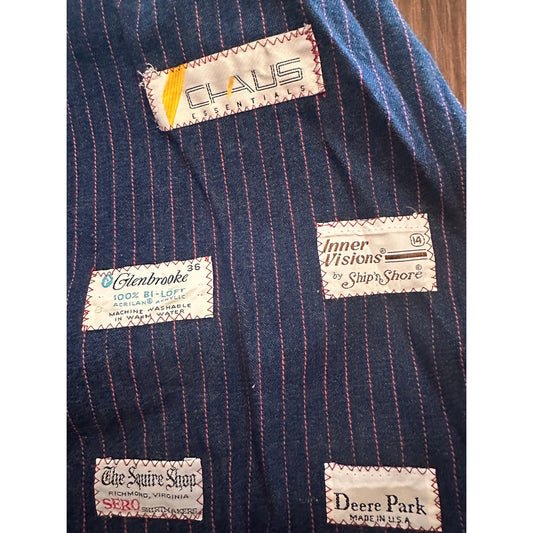 CHAUS
ESSENTIALS
Inner 14
Visions®
by Ship'n Shore®
Glenbrooke 36
100% BI-LOFT
ACRILAN® ACRYLIC
MACHINE WASHABLE
IN WARM WATER
The Squire Shop
RICHMOND, VIRGINIA
SERO SHIRTMAKERS
Deere Park
MADE IN U.S.A